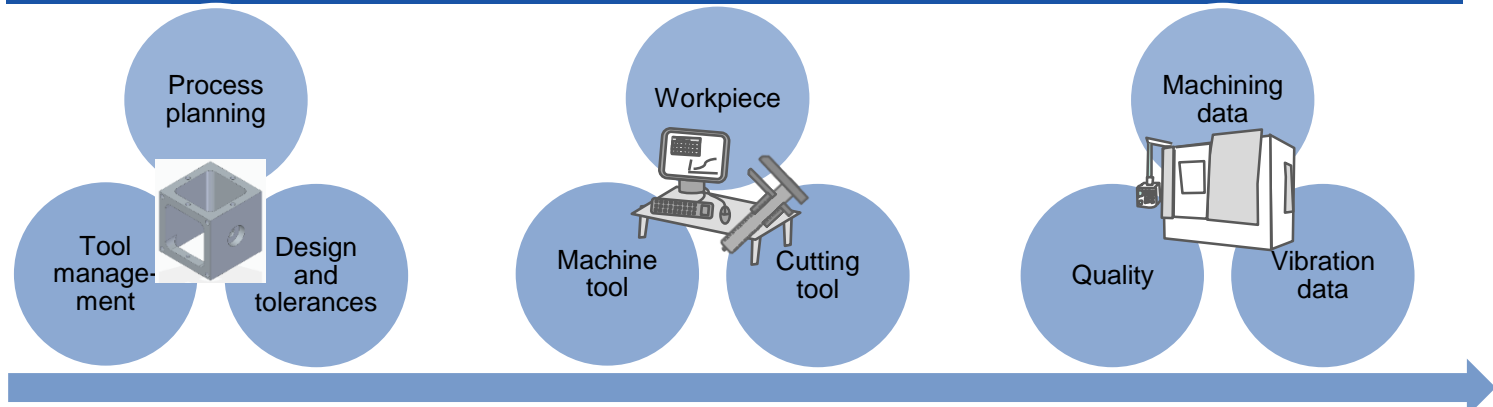 Process
planning
Tool
manage-
ment
Design
and
tolerances
Workpiece
Machine
tool
Cutting
tool
Machining
data
Quality
Vibration
data